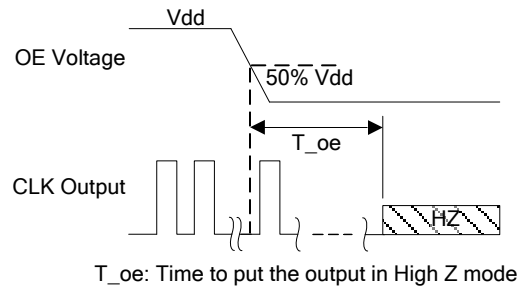 Vdd
OE Voltage
50% Vdd
T_oe
CLK Output
HZ
T_oe: Time to put the output in High Z mode